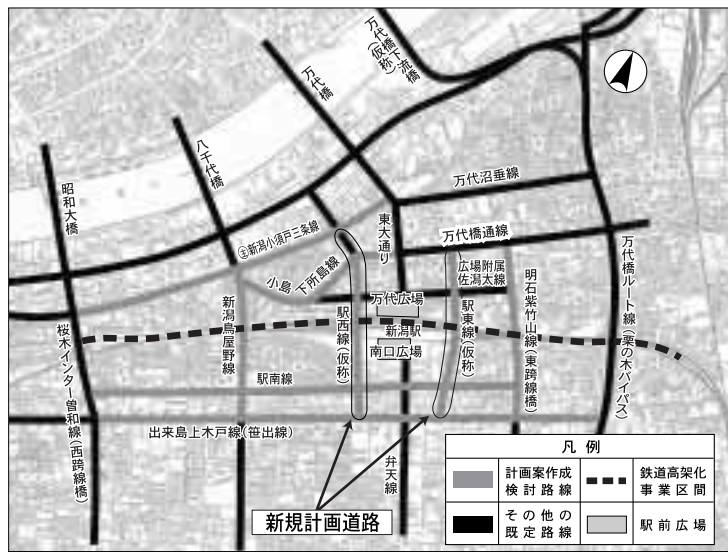 万代橋下流橋
(仮称)
万代橋
八千代橋
昭和大橋
万代沼垂線
東大通り
万代橋通線
㊤新潟小須戸三条線
小島下所島線
広場附属
佐潟太線
万代広場
新潟駅
南口広場
駅西線(仮称)
駅東線(仮称)
明石紫竹山線(東跨線橋)
万代橋ルート線(栗の木バイパス)
新潟鳥屋野線
桜木インター曽和線(西跨線橋)
駅南線
出来島上木戸線(笹出線)
弁天線
新規計画道路
凡例
計画案作成
検討路線
鉄道高架化
事業区間
その他の
既定路線
駅前広場